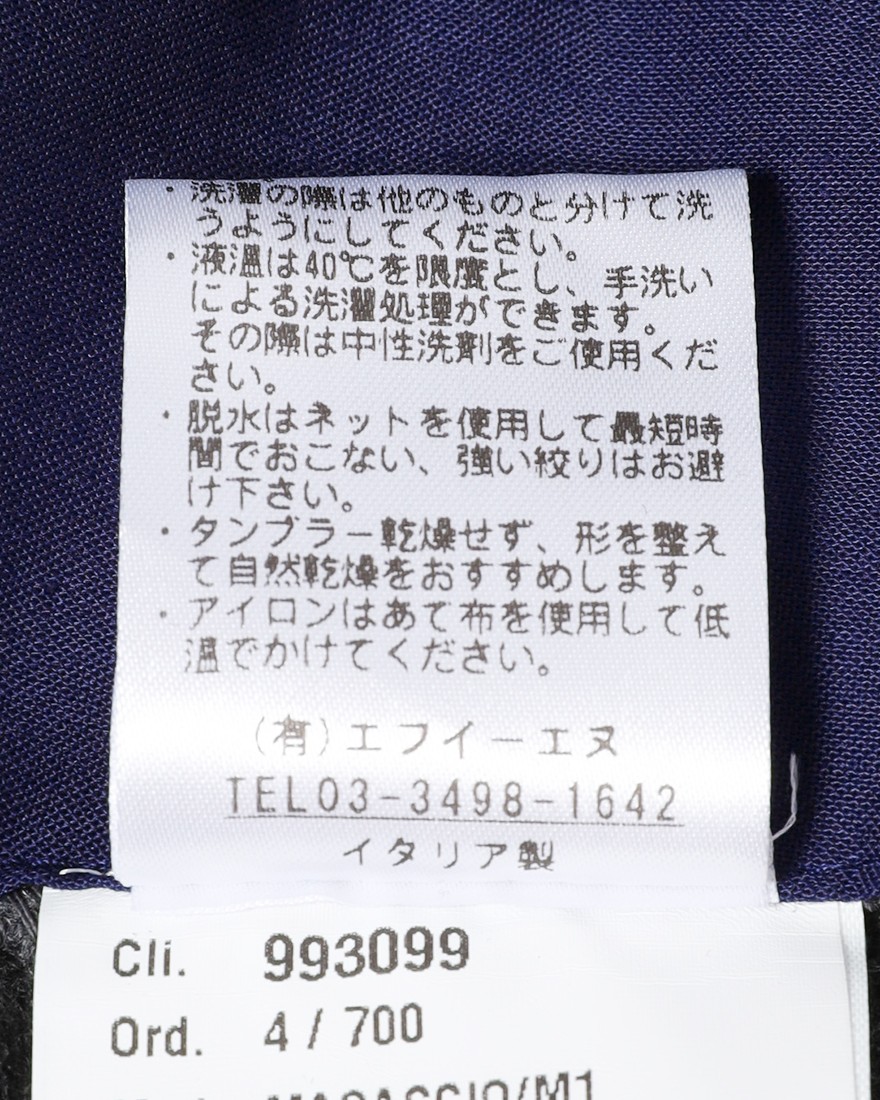 ・洗濯の際は他のものと分けて洗
うようにしてください。
・液温は40℃を限度とし、手洗い
による洗濯処理ができます。
その際は中性洗剤をご使用くだ
さい。
・脱水はネットを使用して最短時
間でおこない、強い絞りはお避
け下さい。
・タンブラー乾燥せず、形を整え
て自然乾燥をおすすめします。
・アイロンはあて布を使用して低
温でかけてください。
(有)エフイーエヌ
TEL03-3498-1642
イタリア製
Cli. 993099
Ord. 4 / 700